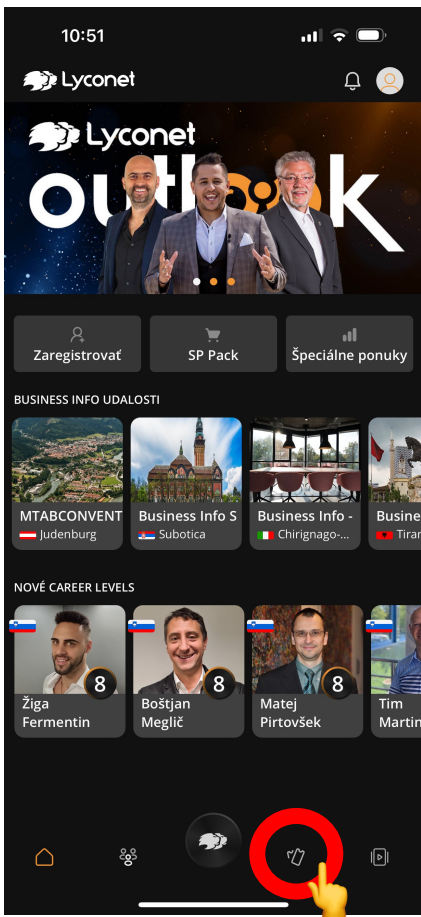 10:51
Lyconet
Lyconet
outlook
Zaregistrovať
SP Pack
Špeciálne ponuky
BUSINESS INFO UDALOSTI
MTABCONVENT
Judenburg
Business Info S
Subotica
Business Info -
Chirignago-...
Busine
Tirar
NOVÉ CAREER LEVELS
8
Žiga
Fermentin
8
Boštjan
Meglič
8
Matej
Pirtovšek
Tim
Martin